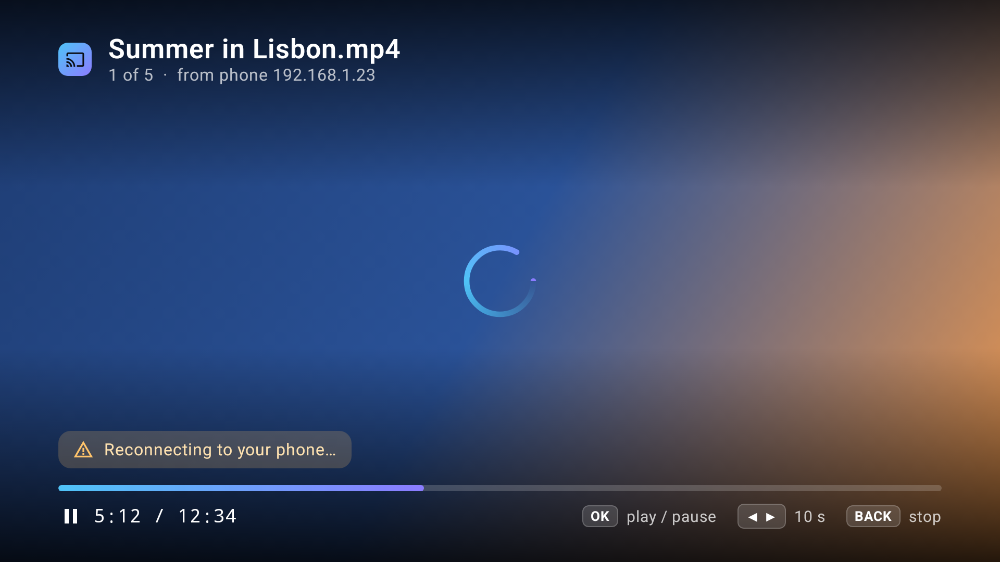 Summer in Lisbon.mp4
1 of 5 · from phone 192.168.1.23
Reconnecting to your phone…
5:12 / 12:34
OK play / pause ◄ ► 10 s BACK stop